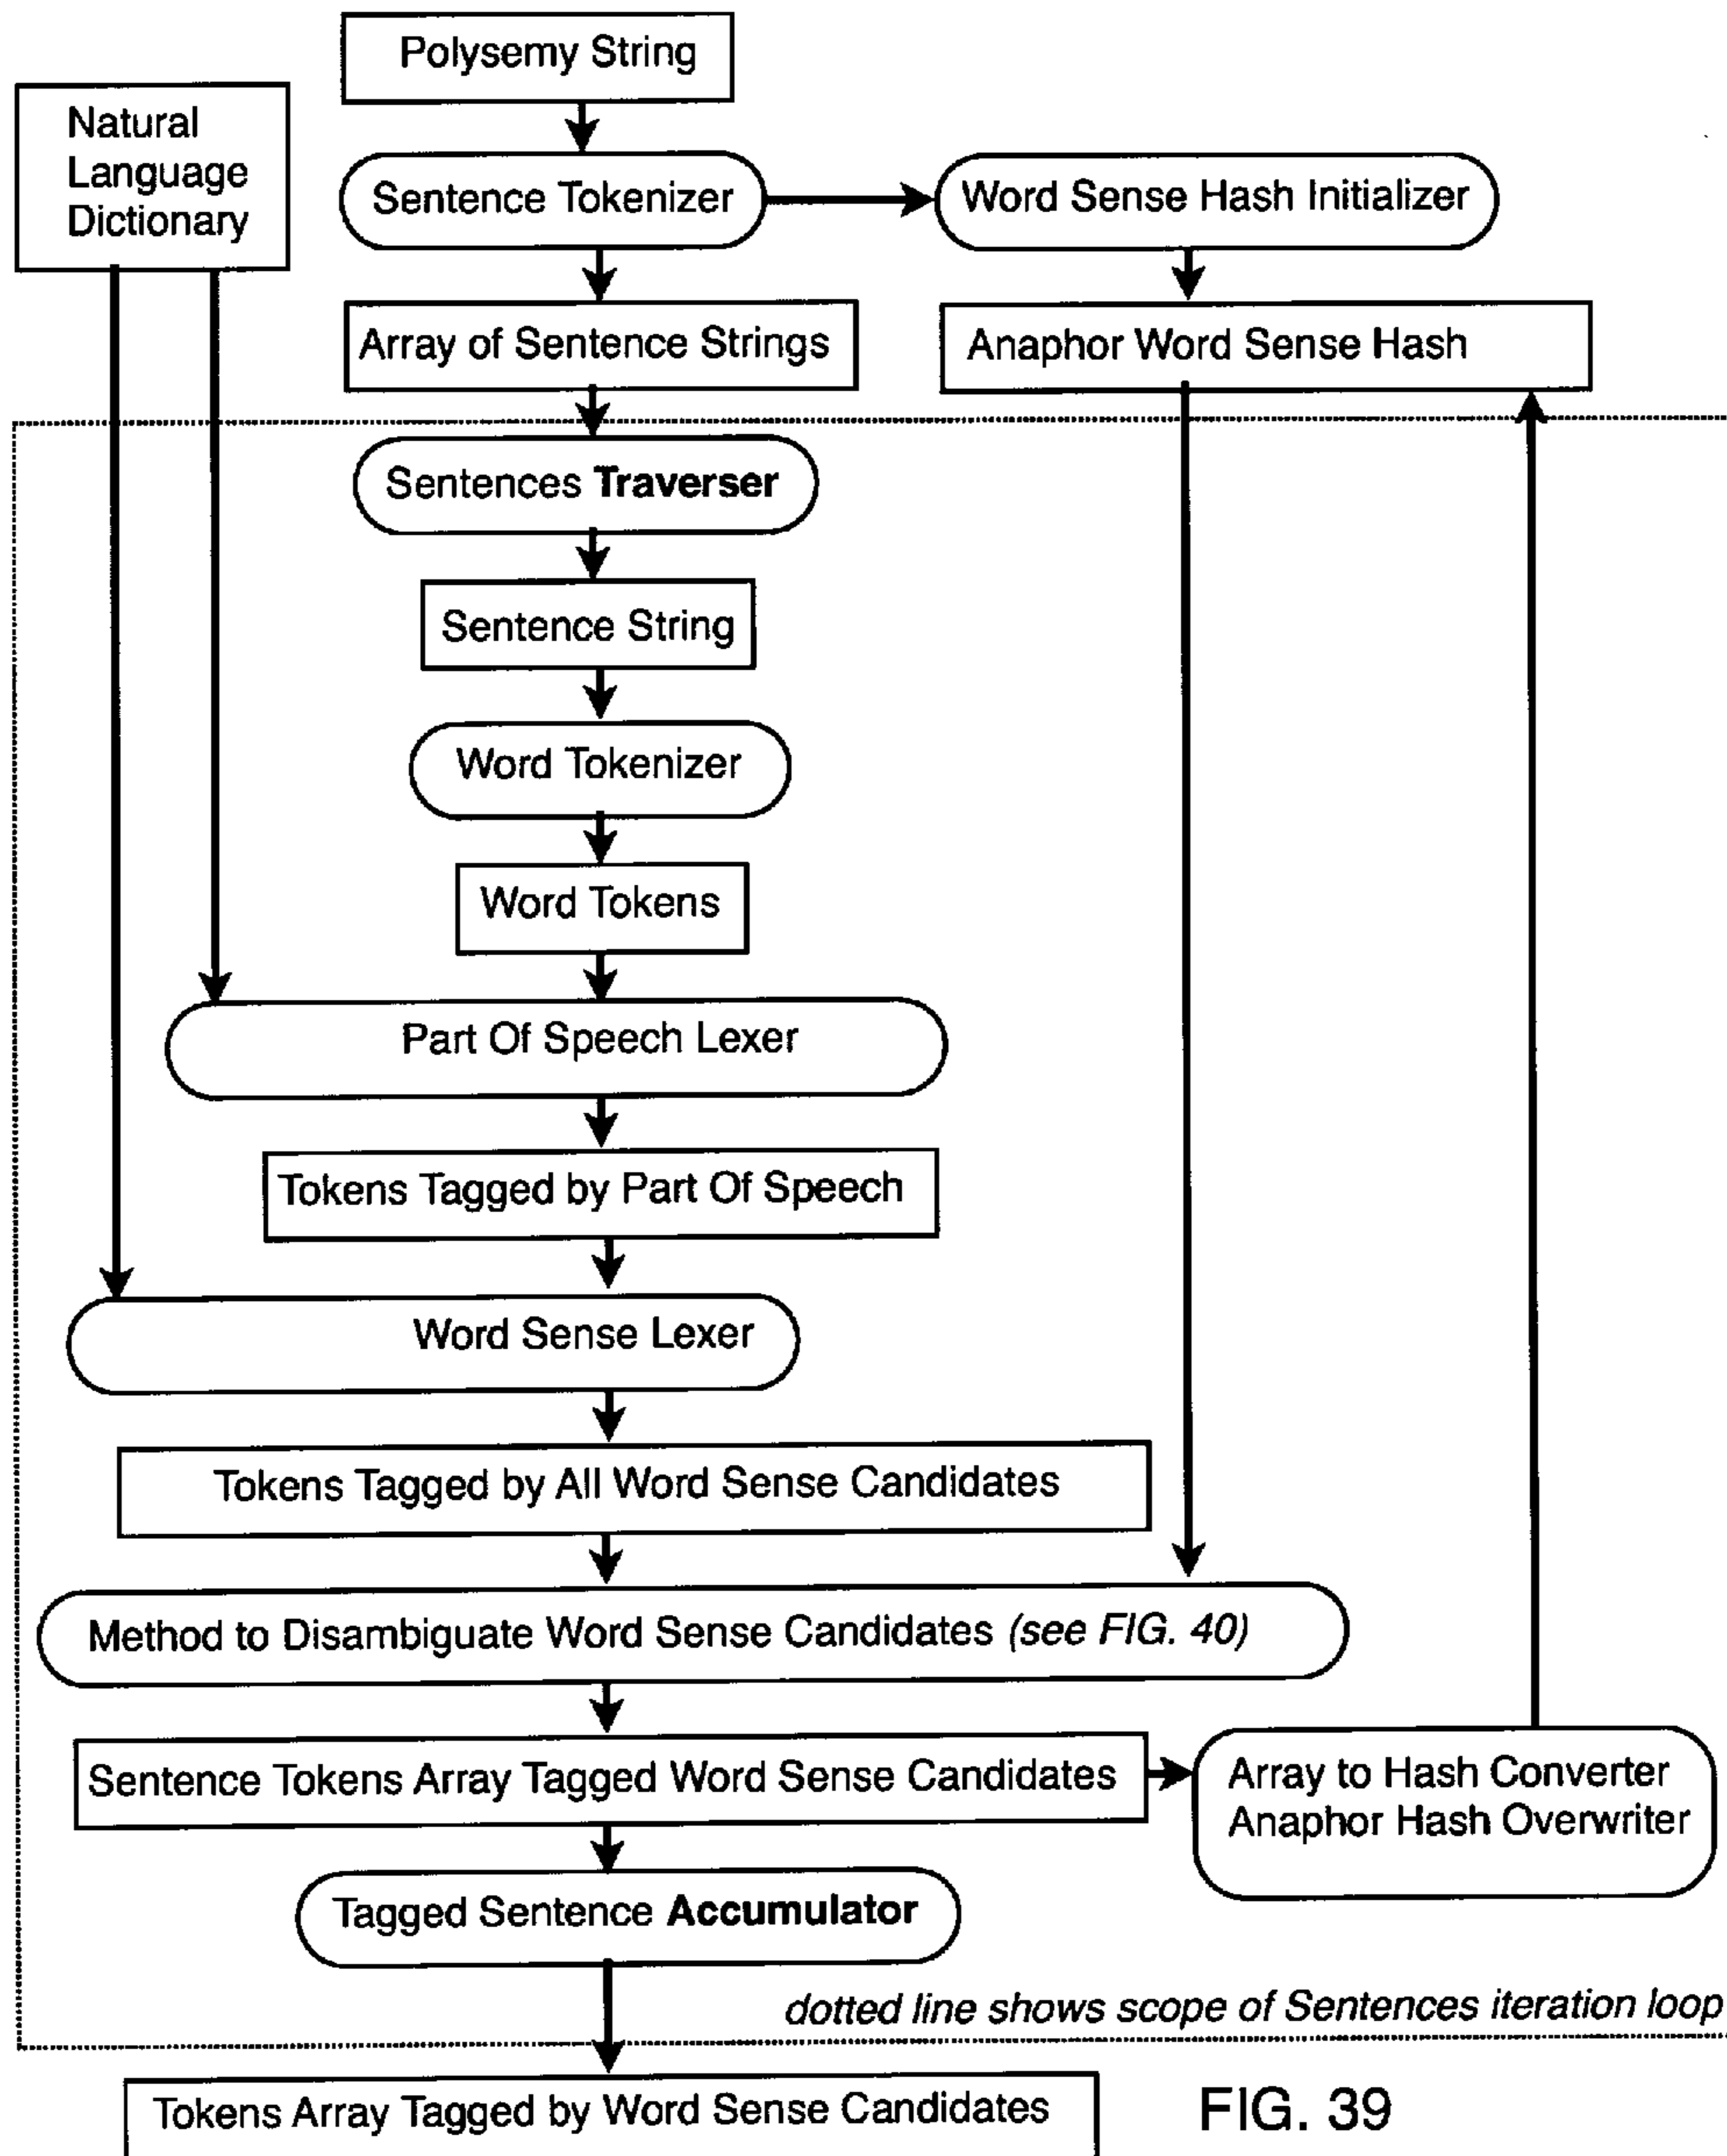 Polysemy String
Natural
Language
Dictionary
Sentence Tokenizer
Word Sense Hash Initializer
Array of Sentence Strings
Anaphor Word Sense Hash
Sentences Traverser
Sentence String
Word Tokenizer
Word Tokens
Part Of Speech Lexer
Tokens Tagged by Part Of Speech
Word Sense Lexer
Tokens Tagged by All Word Sense Candidates
Method to Disambiguate Word Sense Candidates (see FIG. 40)
Sentence Tokens Array Tagged Word Sense Candidates
Array to Hash Converter
Anaphor Hash Overwriter
Tagged Sentence Accumulator
dotted line shows scope of Sentences iteration loop
Tokens Array Tagged by Word Sense Candidates
FIG. 39